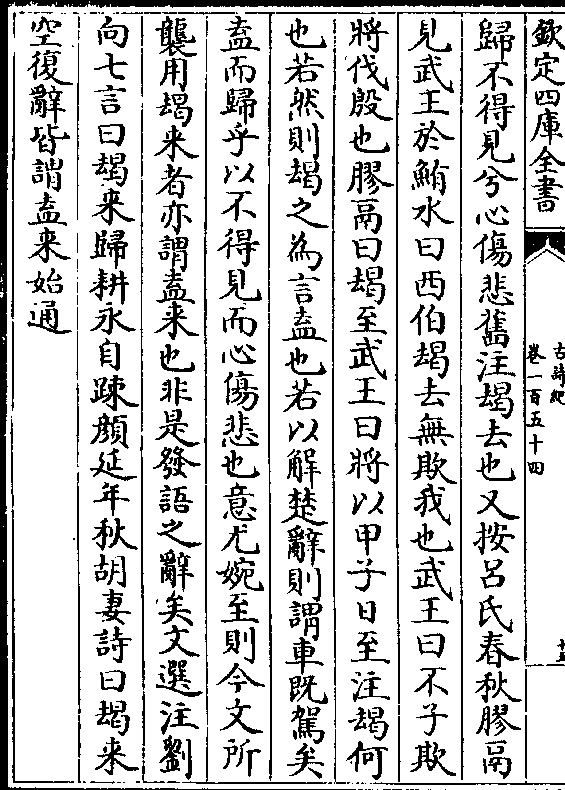 欽定四庫全書
古詩紀
卷一百五十四
歸不得見兮心傷悲舊注朅去也又按呂氏春秋膠鬲
見武王於鮪水曰西伯朅去無欺我也武王曰不子欺
將伐殷也膠鬲曰朅至武王曰將以甲子日至注朅何
也若然則朅之為言盍也若以解楚辭則謂車既駕矣
盍而歸乎以不得見而心傷悲也意尤婉至則今文所
襲用朅来者亦謂盍来也非是發語之辭矣文選注劉
向七言曰朅来歸耕永自踈顔延年秋胡妻詩曰朅来
空復辭皆謂盍来始通